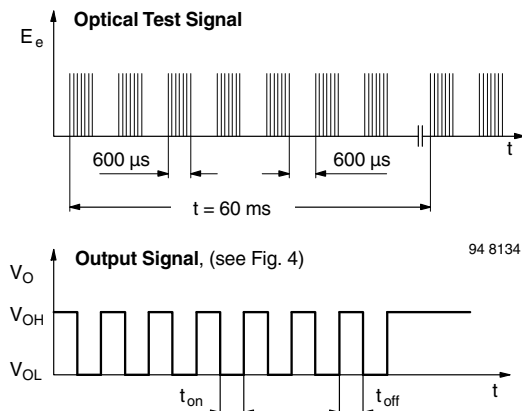 Optical Test Signal
E e
600 µs
600 µs
t
t = 60 ms
94 8134
Output Signal, (see Fig. 4)
V O
V OH
V OL
t on
t off
t